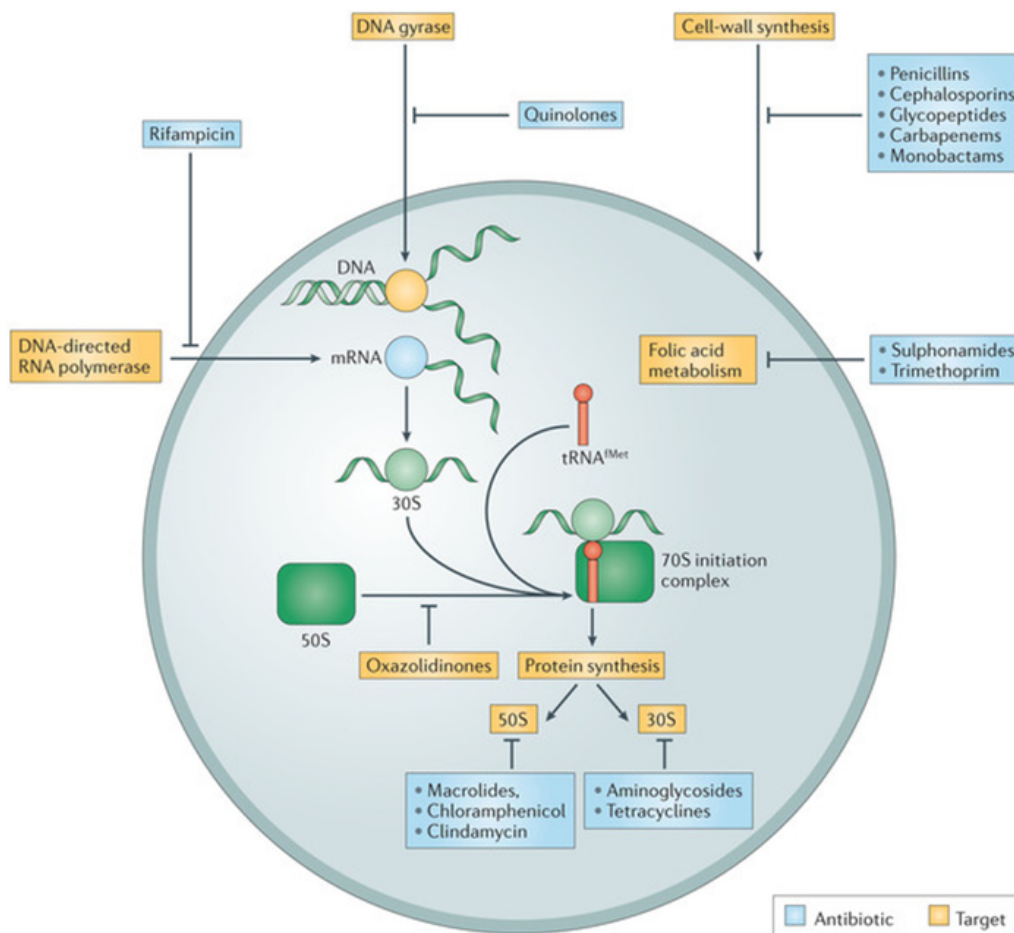 DNA gyrase
Cell-wall synthesis
• Penicillins
• Cephalosporins
• Glycopeptides
• Carbapenems
• Monobactams
Quinolones
Rifampicin
DNA
DNA-directed
RNA polymerase
mRNA
Folic acid
metabolism
• Sulphonamides
• Trimethoprim
tRNAfMet
30S
70S initiation
complex
50S
Oxazolidinones
Protein synthesis
50S
30S
• Macrolides,
• Chloramphenicol
• Clindamycin
• Aminoglycosides
• Tetracyclines
Antibiotic
Target